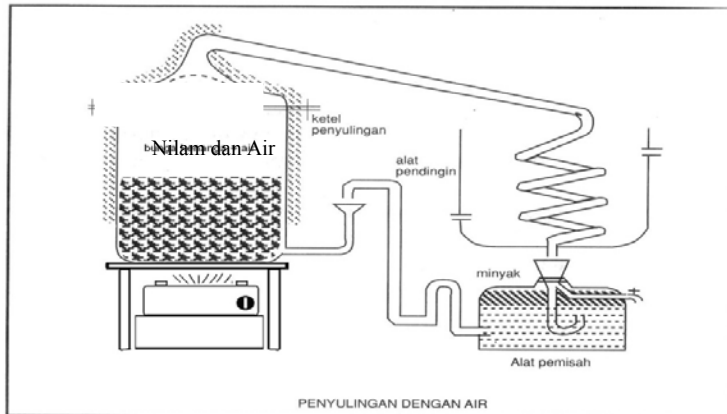 ketel
penyulingan
Nilam dan Air
alat
pendingin
minyak
Alat pemisah
PENYULINGAN DENGAN AIR